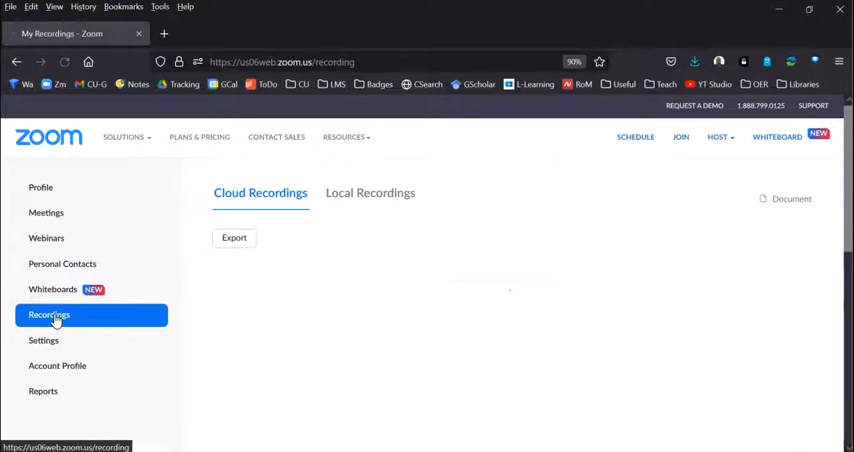 File Edit View History Bookmarks Tools Help
My Recordings - Zoom
https://us06web.zoom.us/recording 90%
Wa Zm CU-G Notes Tracking GCal ToDo CU LMS Badges CSearch GScholar L-Learning RoM Useful Teach YT Studio OER Libraries
REQUEST A DEMO 1.888.799.0125 SUPPORT
zoom SOLUTIONS PLANS & PRICING CONTACT SALES RESOURCES SCHEDULE JOIN HOST WHITEBOARD NEW
Profile
Cloud Recordings Local Recordings
Document
Meetings
Webinars
Export
Personal Contacts
Whiteboards NEW
Recordings
Settings
Account Profile
Reports
https://us06web.zoom.us/recording